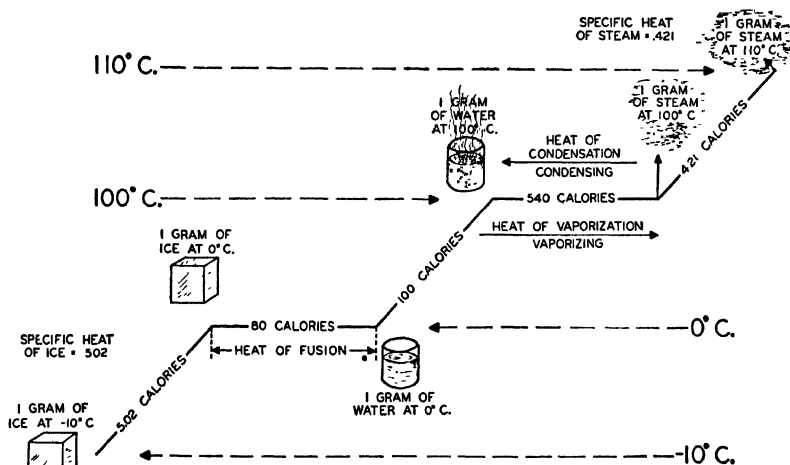 SPECIFIC HEAT
OF STEAM = .421
1 GRAM
OF STEAM
AT 110° C.
110° C.
1 GRAM
OF WATER
AT 100° C.
1 GRAM
OF STEAM
AT 100° C
HEAT OF
CONDENSATION
CONDENSING
4.21 CALORIES
100° C.
540 CALORIES
HEAT OF VAPORIZATION
VAPORIZING
1 GRAM OF
ICE AT 0° C.
100 CALORIES
80 CALORIES
0° C.
SPECIFIC HEAT
OF ICE = .502
HEAT OF FUSION
5.02 CALORIES
1 GRAM OF
WATER AT 0° C.
1 GRAM OF
ICE AT -10° C
-10° C.